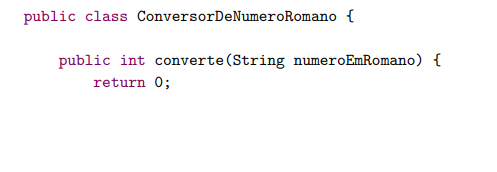 public class ConversorDeNumeroRomano {
public int converte(String numeroEmRomano) {
return 0;